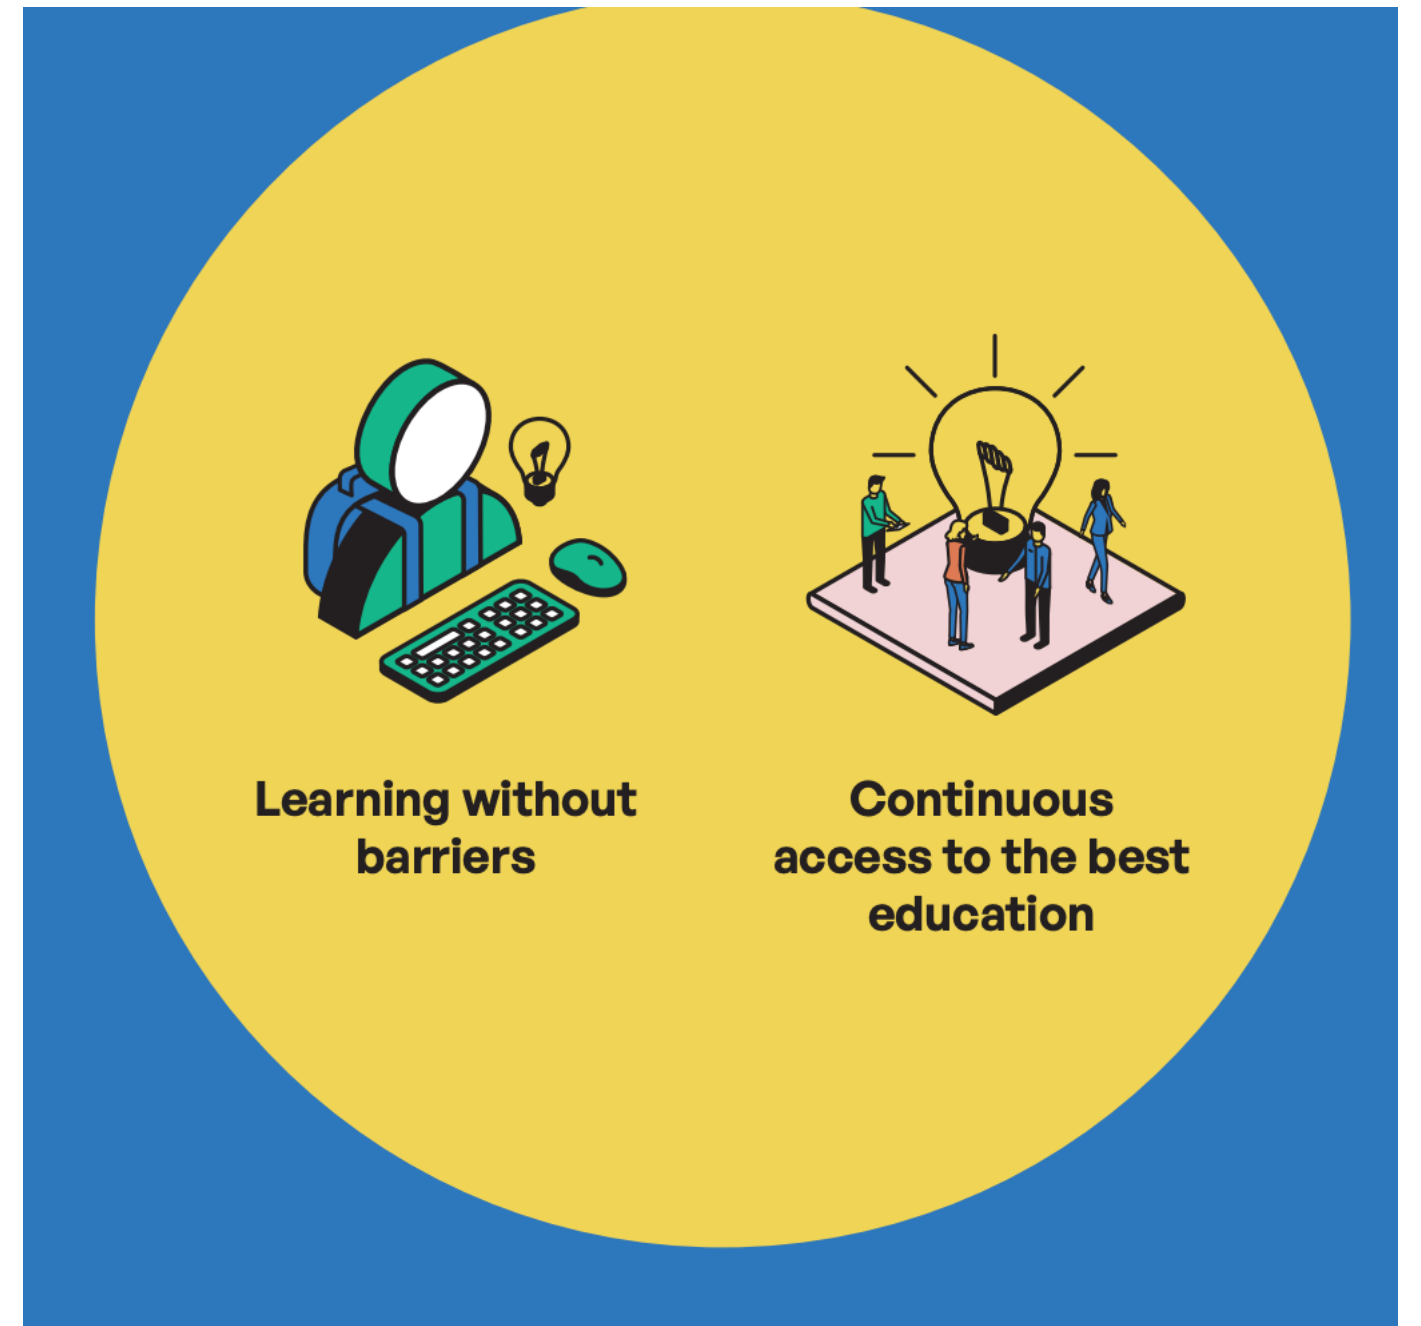 Learning without
barriers
Continuous
access to the best
education